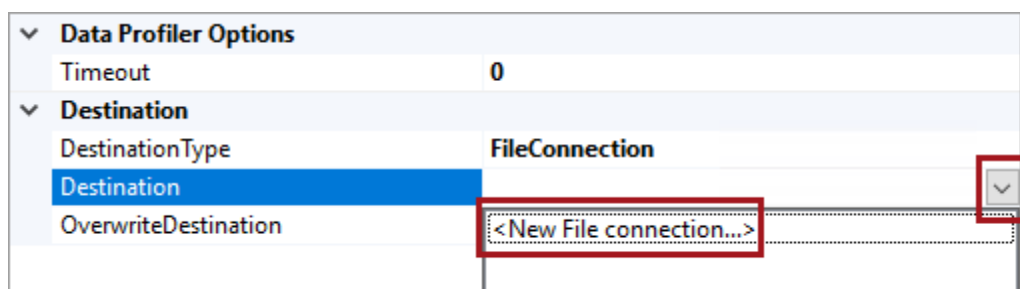 Data Profiler Options
Timeout 0
Destination
DestinationType FileConnection
Destination
OverwriteDestination <New File connection...>